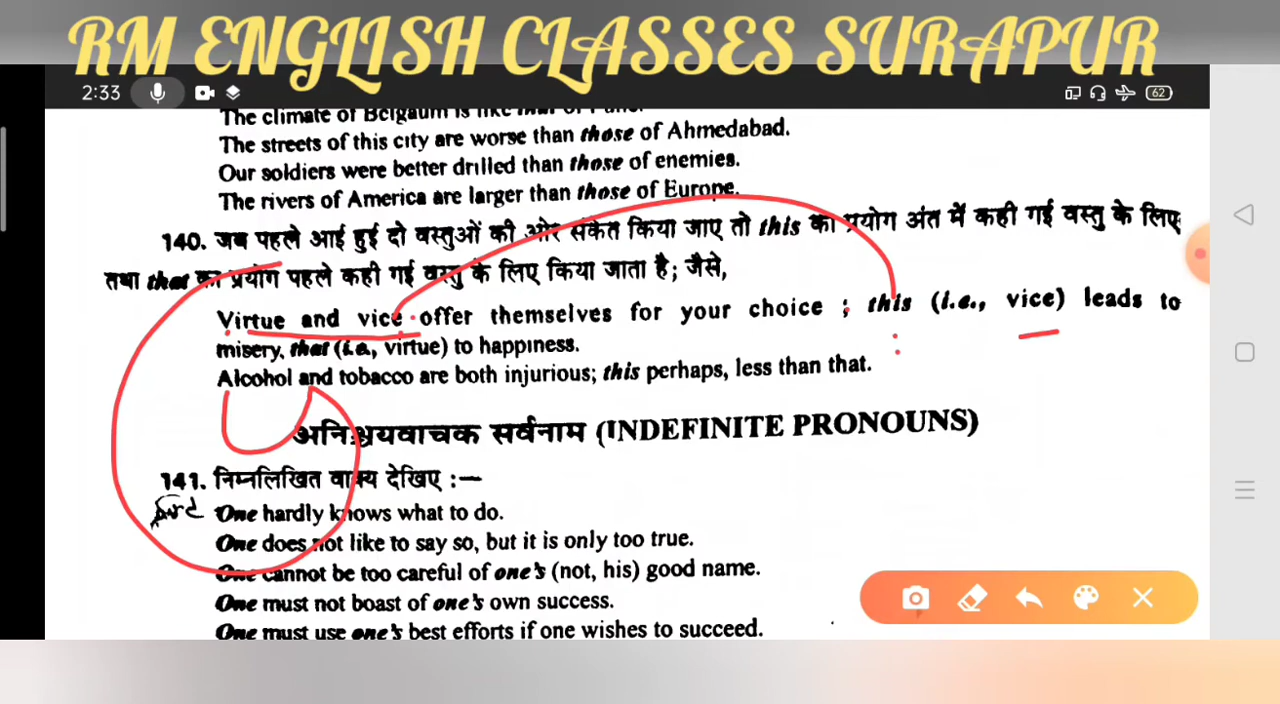 RM ENGLISH CLASSES SURAPUR
2:33
62
The climate of Belgaum is like that of
The streets of this city are worse than those of Ahmedabad.
Our soldiers were better drilled than those of enemies.
The rivers of America are larger than those of Europe.
140. जब पहले आई हुई दो वस्तुओं की ओर संकेत किया जाए तो this का प्रयोग अंत में कही गई वस्तु के लिए
तथा that का प्रयोग पहले कही गई वस्तु के लिए किया जाता है; जैसे,
Virtue and vice offer themselves for your choice ; this (i.e., vice) leads to
misery, that (i.e., virtue) to happiness.
Alcohol and tobacco are both injurious; this perhaps, less than that.
अनिश्चयवाचक सर्वनाम (INDEFINITE PRONOUNS)
141. निम्नलिखित वाक्य देखिए :—
One hardly knows what to do.
One does not like to say so, but it is only too true.
One cannot be too careful of one's (not, his) good name.
One must not boast of one's own success.
One must use one's best efforts if one wishes to succeed.